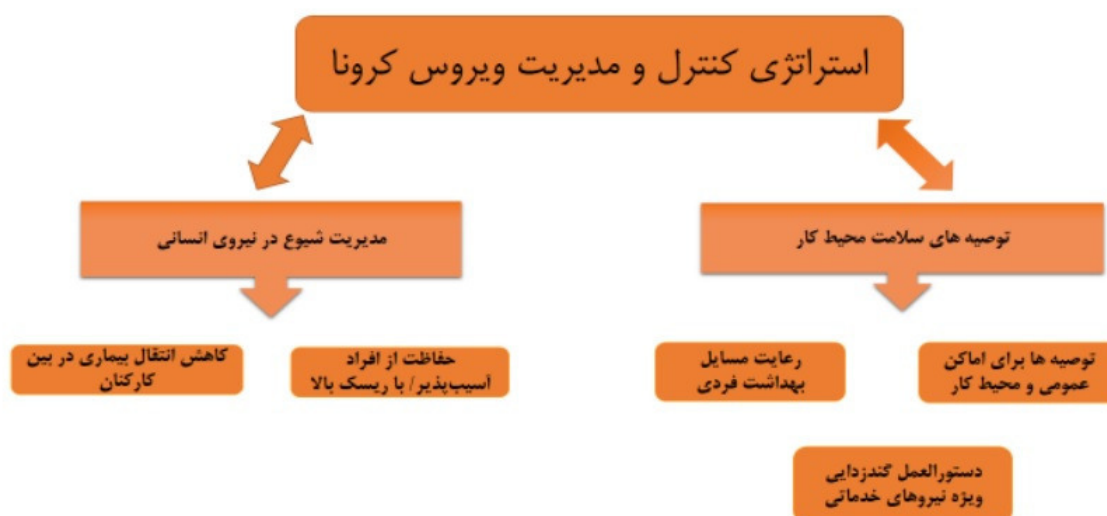 استراتژی کنترل و مدیریت ویروس کرونا
توصیه های سلامت محیط کار
مدیریت شیوع در نیروی انسانی
توصیه ها برای اماکن
عمومی و محیط کار
رعایت مسایل
بهداشت فردی
دستورالعمل گندزدایی
ویژه نیروهای خدماتی
حفاظت از افراد
آسیب‌پذیر/ با ریسک بالا
کاهش انتقال بیماری در بین
کارکنان